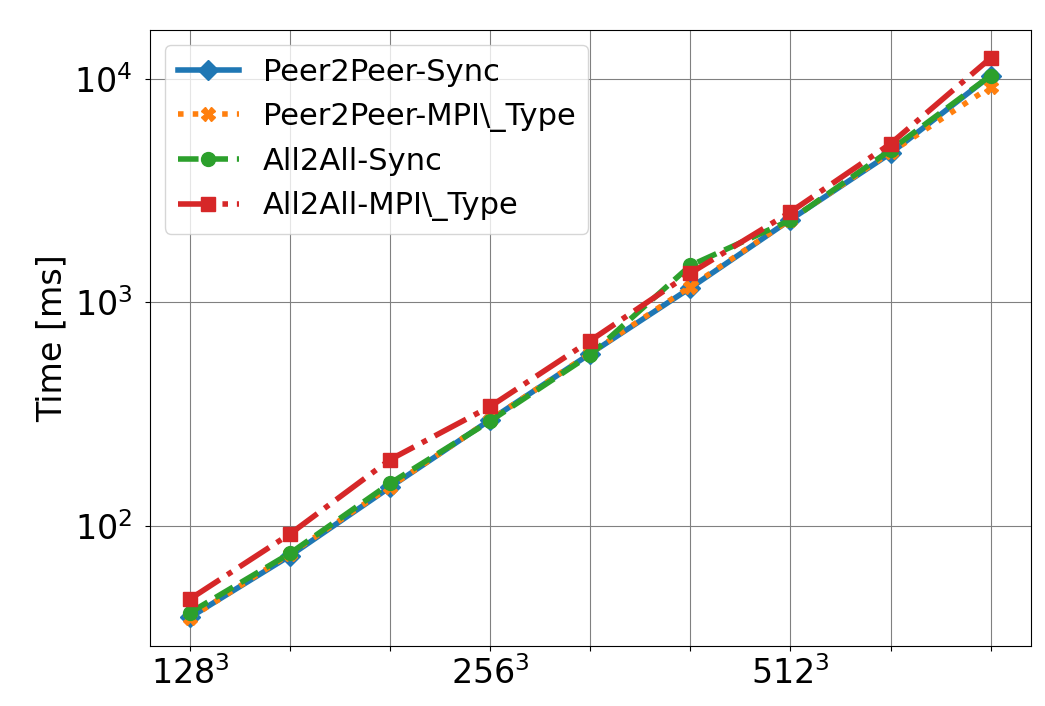 10⁴
10³
10²
Time [ms]
Peer2Peer-Sync
Peer2Peer-MPI\_Type
All2All-Sync
All2All-MPI\_Type
128³ 256³ 512³